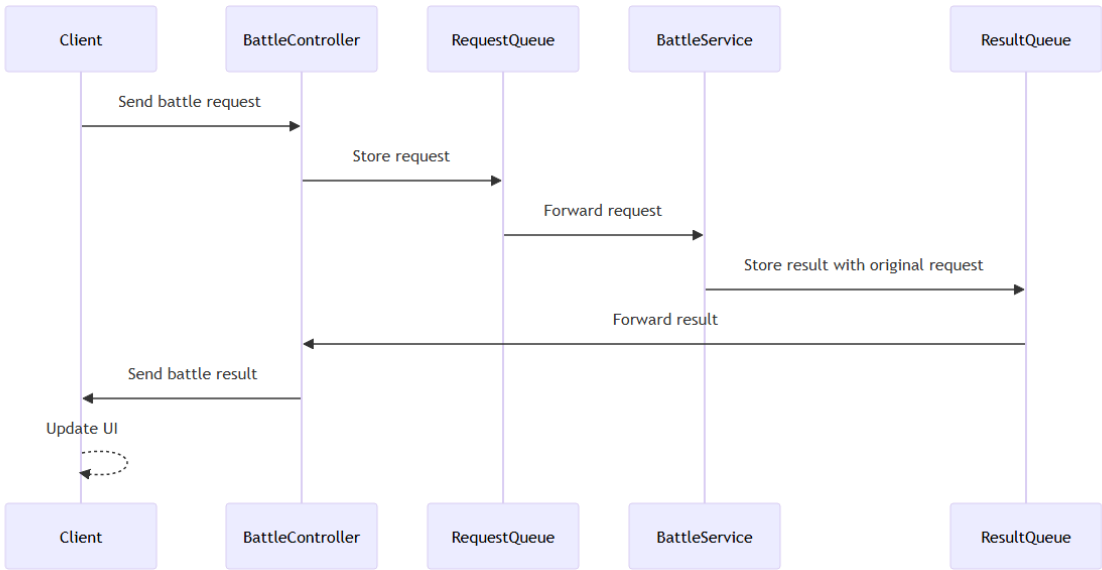 Client
BattleController
RequestQueue
BattleService
ResultQueue
Send battle request
Store request
Forward request
Store result with original request
Forward result
Send battle result
Update UI
Client
BattleController
RequestQueue
BattleService
ResultQueue